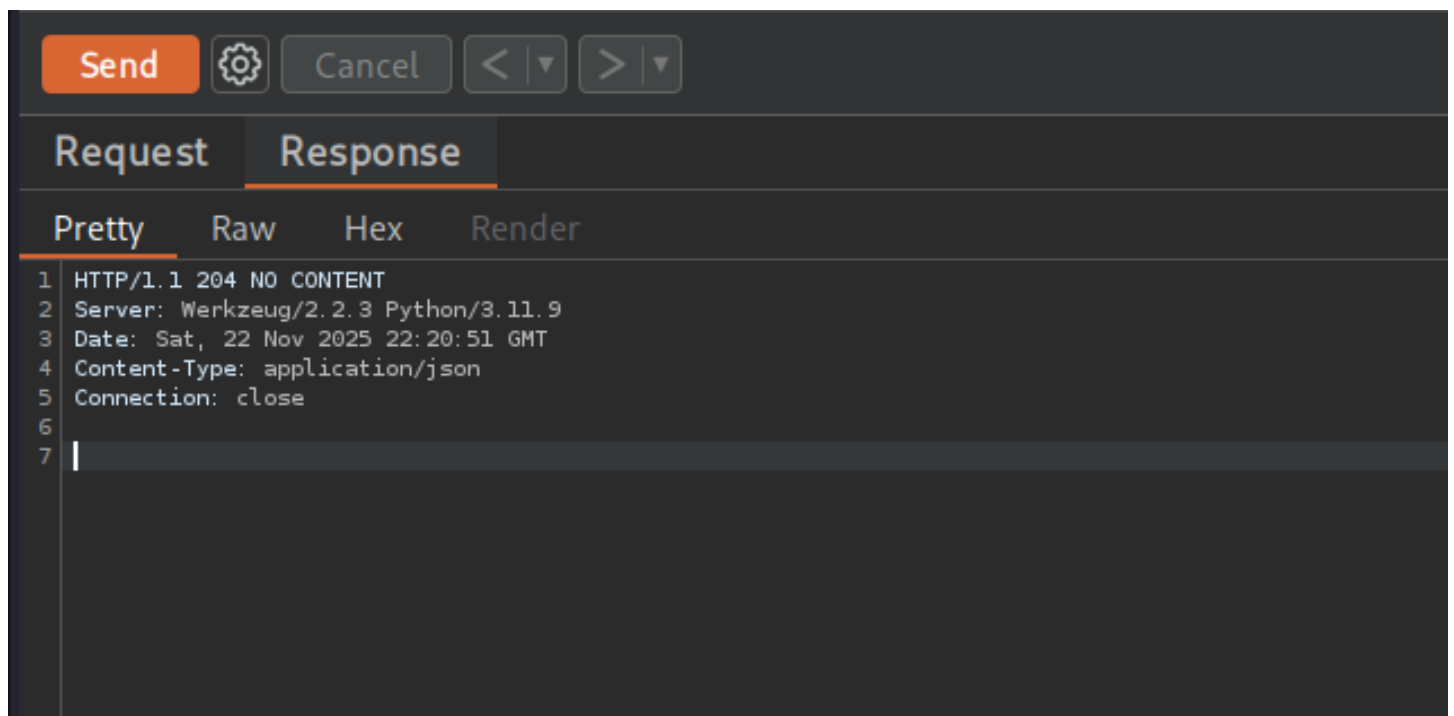 Send Cancel < ▼ > ▼
Request Response
Pretty Raw Hex Render
1 HTTP/1.1 204 NO CONTENT
2 Server: Werkzeug/2.2.3 Python/3.11.9
3 Date: Sat, 22 Nov 2025 22:20:51 GMT
4 Content-Type: application/json
5 Connection: close
6
7